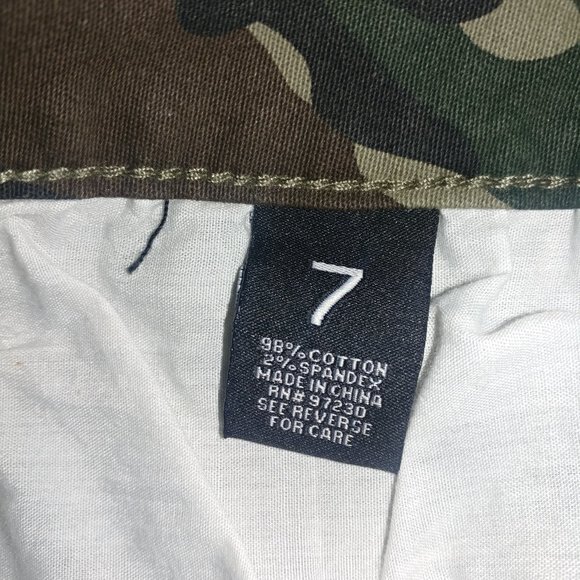 7
98% COTTON
2% SPANDEX
MADE IN CHINA
RN# 97230
SEE REVERSE
FOR CARE